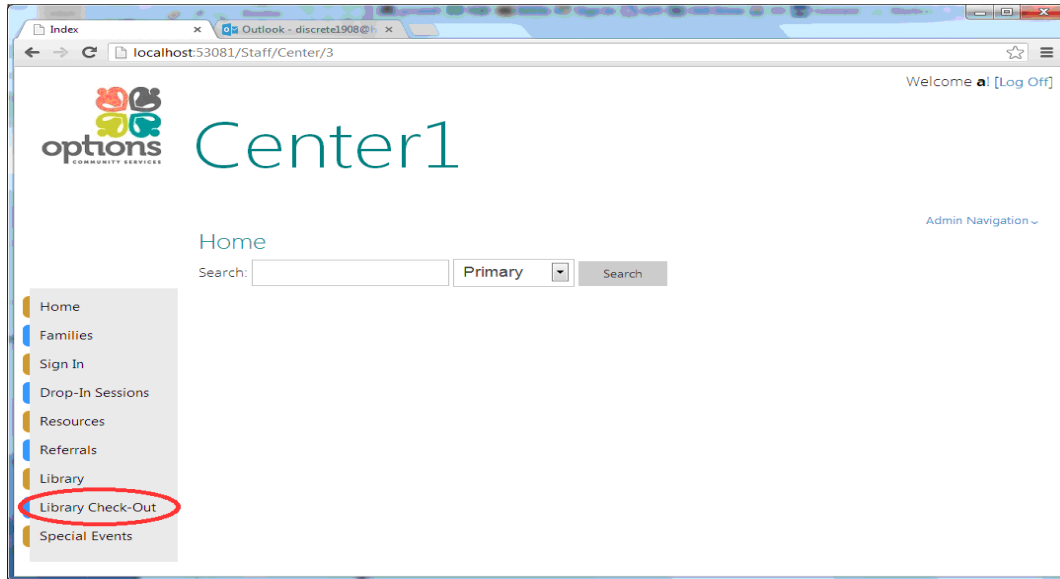 Index
Outlook - discrete1908@h
localhost:53081/Staff/Center/3
Welcome a! [Log Off]
options
COMMUNITY SERVICES
Center1
Admin Navigation
Home
Search: Primary Search
Home
Families
Sign In
Drop-In Sessions
Resources
Referrals
Library
Library Check-Out
Special Events